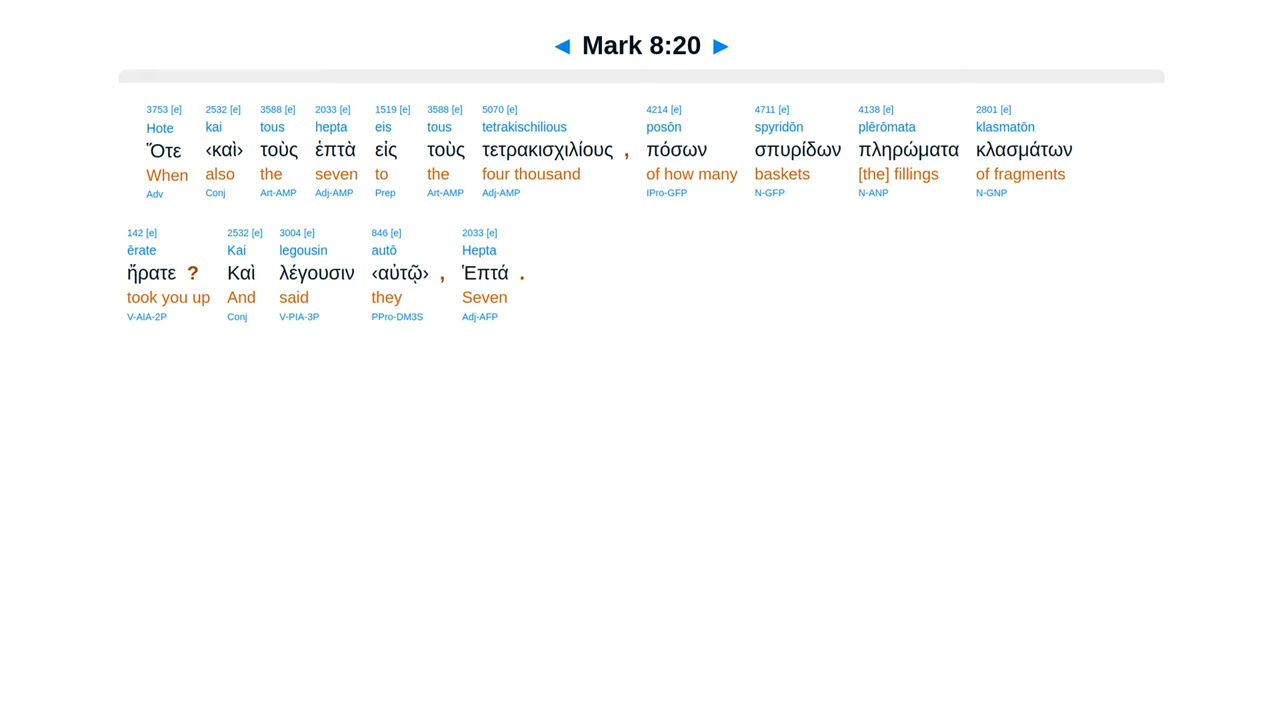 ◄ Mark 8:20 ►
3753 [e] 2532 [e] 3588 [e] 2033 [e] 1519 [e] 3588 [e] 5070 [e] 4214 [e] 4711 [e] 4138 [e] 2801 [e]
Hote kai tous hepta eis tous tetrakischilious posōn spyridōn plērōmata klasmatōn
Ὅτε ‹καὶ› τοὺς ἑπτὰ εἰς τοὺς τετρακισχιλίους , πόσων σπυρίδων πληρώματα κλασμάτων
When also the seven to the four thousand of how many baskets [the] fillings of fragments
Adv Conj Art-AMP Adj-AMP Prep Art-AMP Adj-AMP IPro-GFP N-GFP N-ANP N-GNP
142 [e] 2532 [e] 3004 [e] 846 [e] 2033 [e]
ērate Kai legousin autō Hepta
ἤρατε ? Καὶ λέγουσιν ‹αὐτῷ› , Ἑπτά .
took you up And said they Seven
V-AIA-2P Conj V-PIA-3P PPro-DM3S Adj-AFP